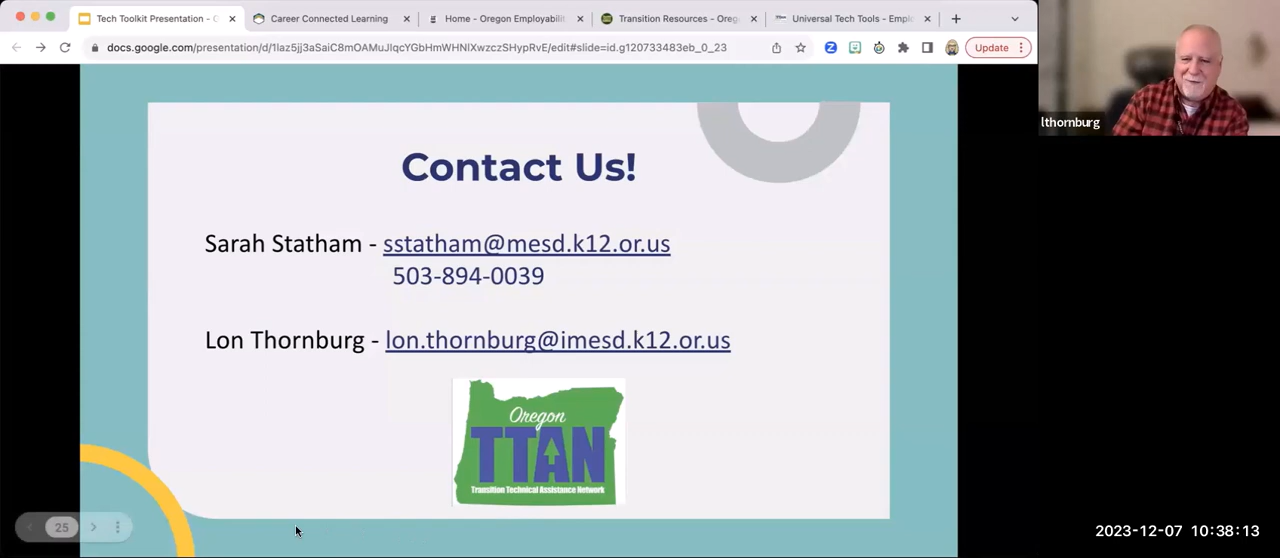 Tech Toolkit Presentation - G
Career Connected Learning
Home - Oregon Employabilit
Transition Resources - Oreg
Universal Tech Tools - Emplo
docs.google.com/presentation/d/1laz5jj3aSaiC8mOAMuJlqcYGbHmWHNlXwzczSHypRvE/edit#slide=id.g120733483eb_0_23
Update
lthornburg
Contact Us!
Sarah Statham - sstatham@mesd.k12.or.us
503-894-0039
Lon Thornburg - lon.thornburg@imesd.k12.or.us
Oregon
TTAN
Transition Technical Assistance Network
25
2023-12-07 10:38:13